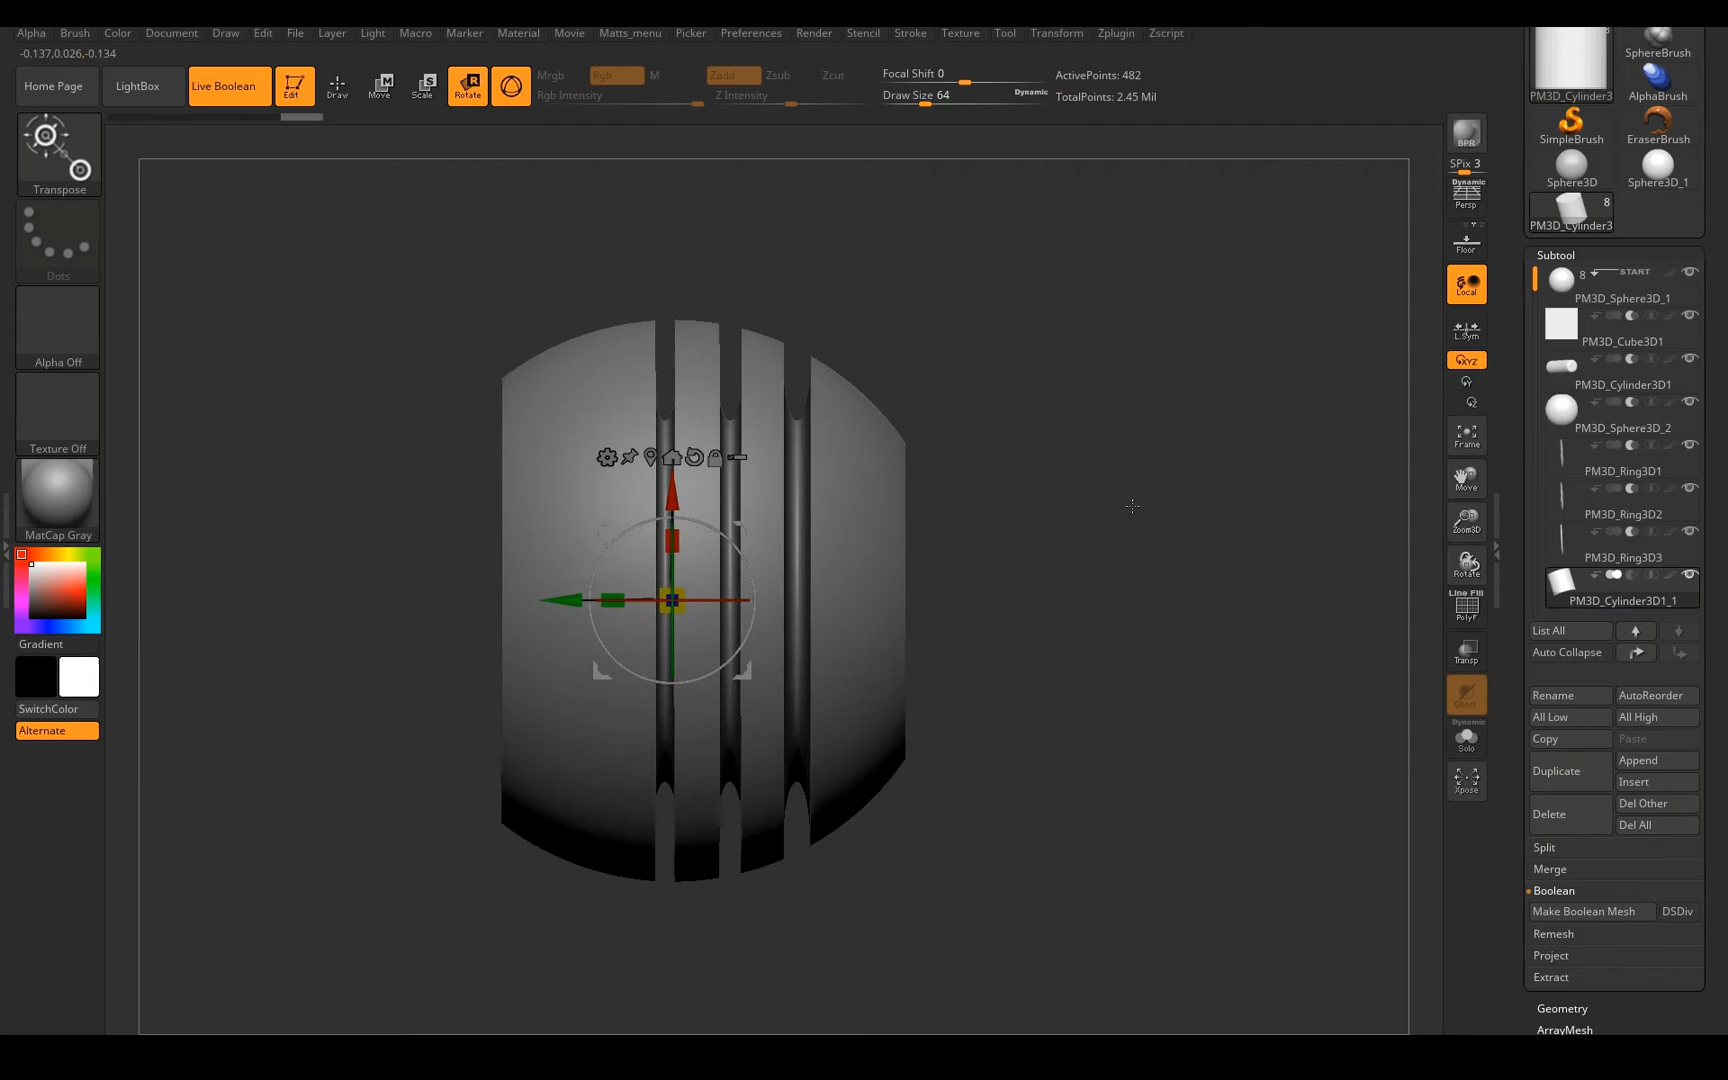 Alpha Brush Color Document Draw Edit File Layer Light Macro Marker Material Movie Matts_menu Picker Preferences Render Stencil Stroke Texture Tool Transform Zplugin Zscript
-0.137,0.026,-0.134
Home Page
LightBox
Live Boolean
Edit
Draw
Move
Scale
Rotate
Mrgb Rgb M
Rgb Intensity
Zadd Zsub Zcut
Z Intensity
Focal Shift 0
Draw Size 64
Dynamic
ActivePoints: 482
TotalPoints: 2.45 Mil
Transpose
Dots
Alpha Off
Texture Off
MatCap Gray
Gradient
SwitchColor
Alternate
BPR
SPix 3
Dynamic
Persp
Floor
Local
L.Sym
XYZ
Frame
Move
Zoom3D
Rotate
Line Fill
PolyF
Transp
Ghost
Dynamic
Solo
Xpose
PM3D_Cylinder3
SphereBrush
AlphaBrush
SimpleBrush
EraserBrush
Sphere3D
Sphere3D_1
8
PM3D_Cylinder3
Subtool
8 START
PM3D_Sphere3D_1
PM3D_Cube3D1
PM3D_Cylinder3D1
PM3D_Sphere3D_2
PM3D_Ring3D1
PM3D_Ring3D2
PM3D_Ring3D3
PM3D_Cylinder3D1_1
List All
Auto Collapse
Rename AutoReorder
All Low All High
Copy Paste
Duplicate Append
Insert
Delete Del Other
Del All
Split
Merge
Boolean
Make Boolean Mesh DSDiv
Remesh
Project
Extract
Geometry
ArrayMesh